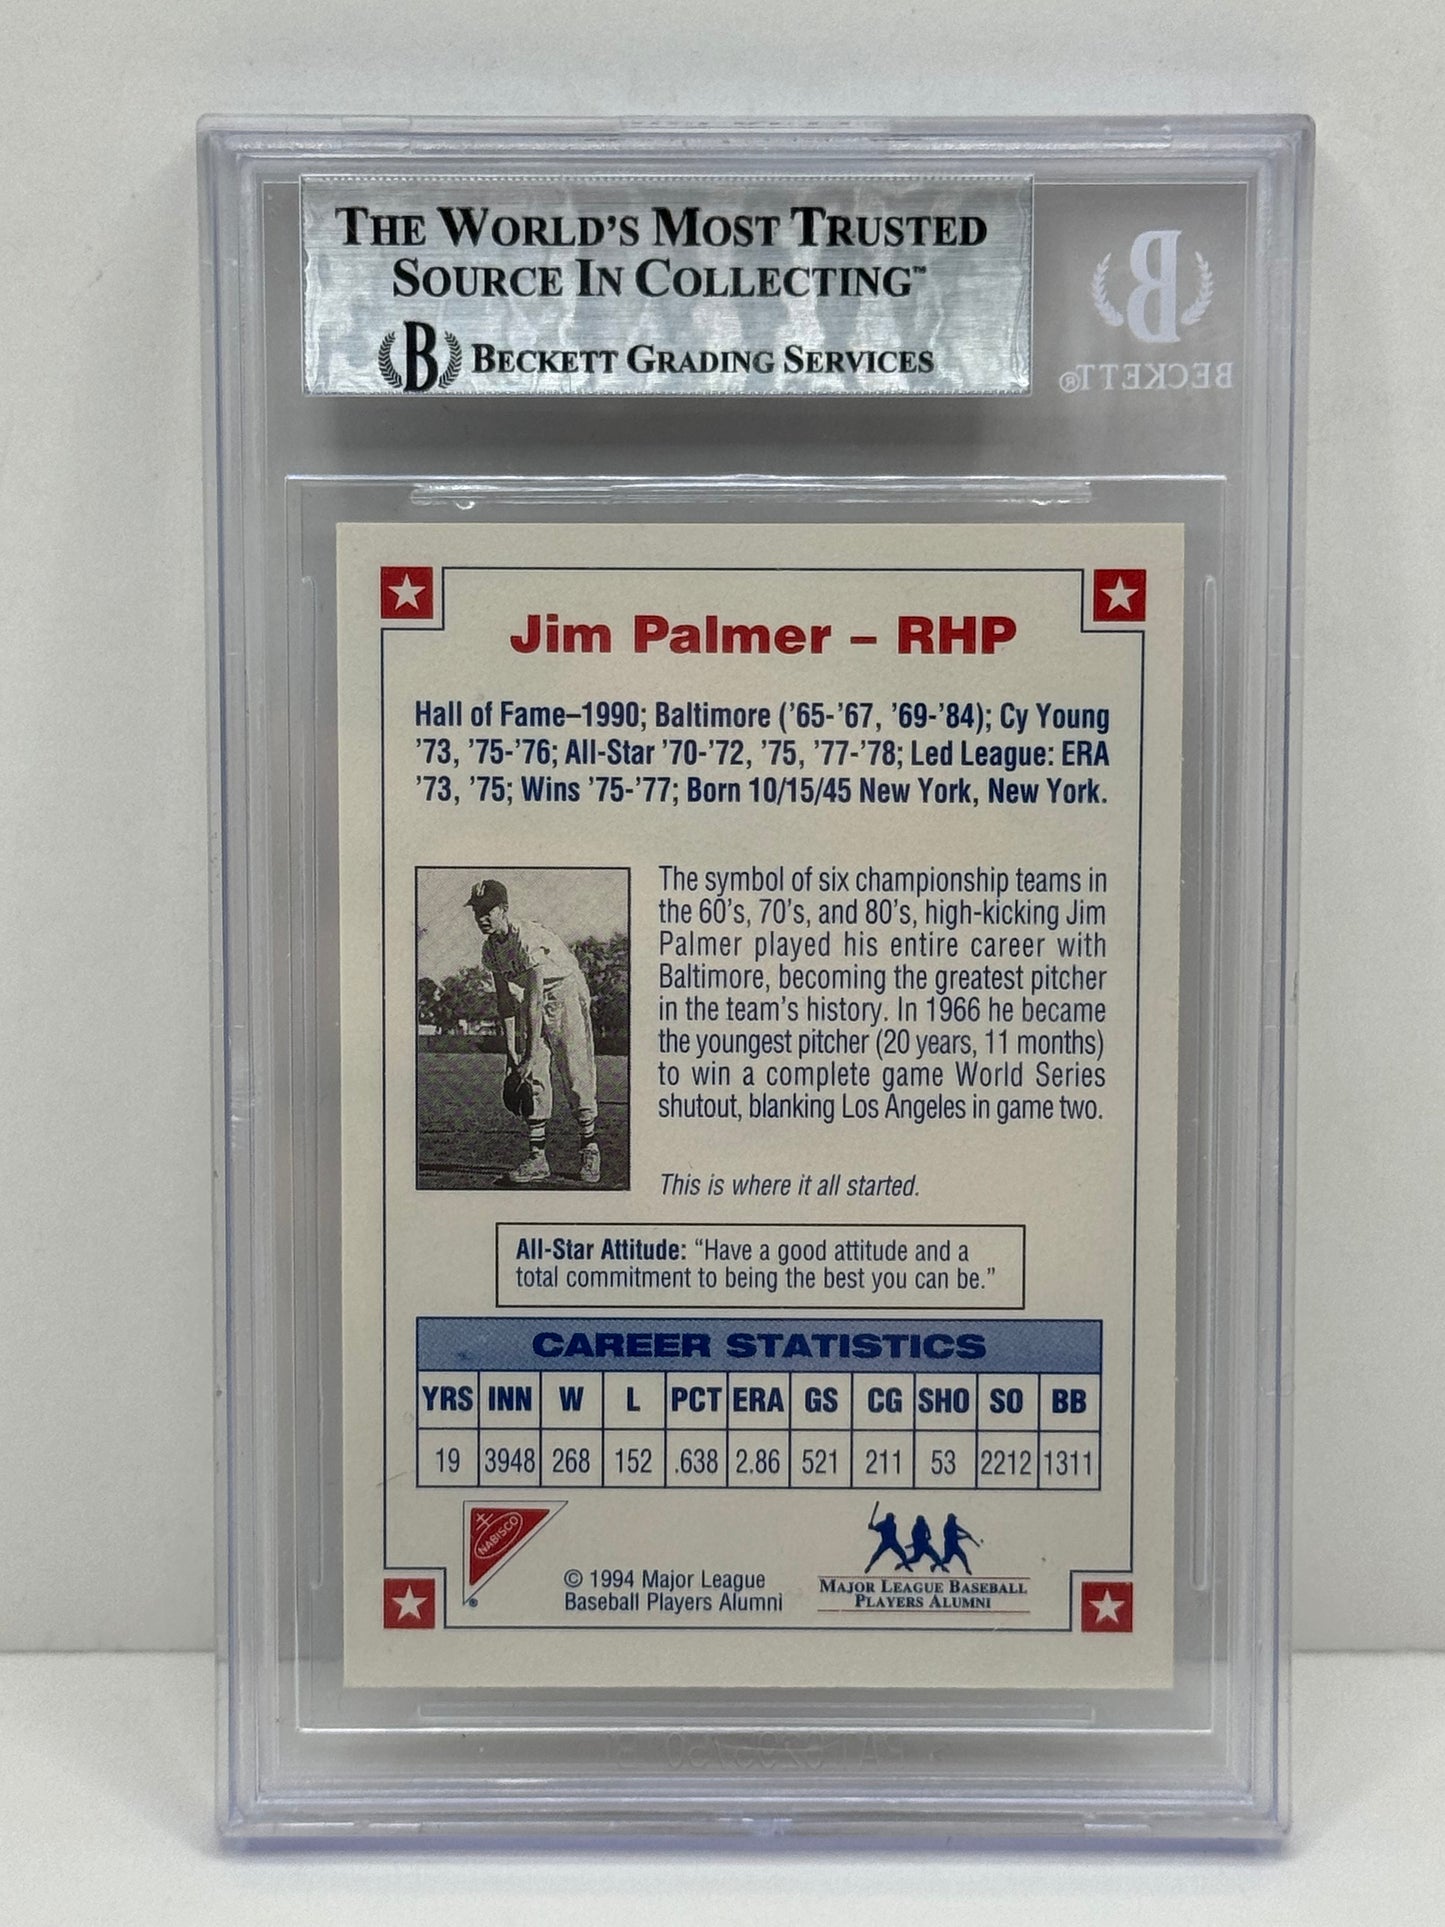 THE WORLD'S MOST TRUSTED
SOURCE IN COLLECTING™
B BECKETT GRADING SERVICES
B
BECKETT®
Jim Palmer – RHP
Hall of Fame–1990; Baltimore ('65-'67, '69-'84); Cy Young
'73, '75-'76; All-Star '70-'72, '75, '77-'78; Led League: ERA
'73, '75; Wins '75-'77; Born 10/15/45 New York, New York.
The symbol of six championship teams in
the 60's, 70's, and 80's, high-kicking Jim
Palmer played his entire career with
Baltimore, becoming the greatest pitcher
in the team's history. In 1966 he became
the youngest pitcher (20 years, 11 months)
to win a complete game World Series
shutout, blanking Los Angeles in game two.
This is where it all started.
All-Star Attitude: “Have a good attitude and a
total commitment to being the best you can be.”
CAREER STATISTICS
YRS INN W L PCT ERA GS CG SHO SO BB
19 3948 268 152 .638 2.86 521 211 53 2212 1311
NABISCO
®
© 1994 Major League
Baseball Players Alumni
MAJOR LEAGUE BASEBALL
PLAYERS ALUMNI